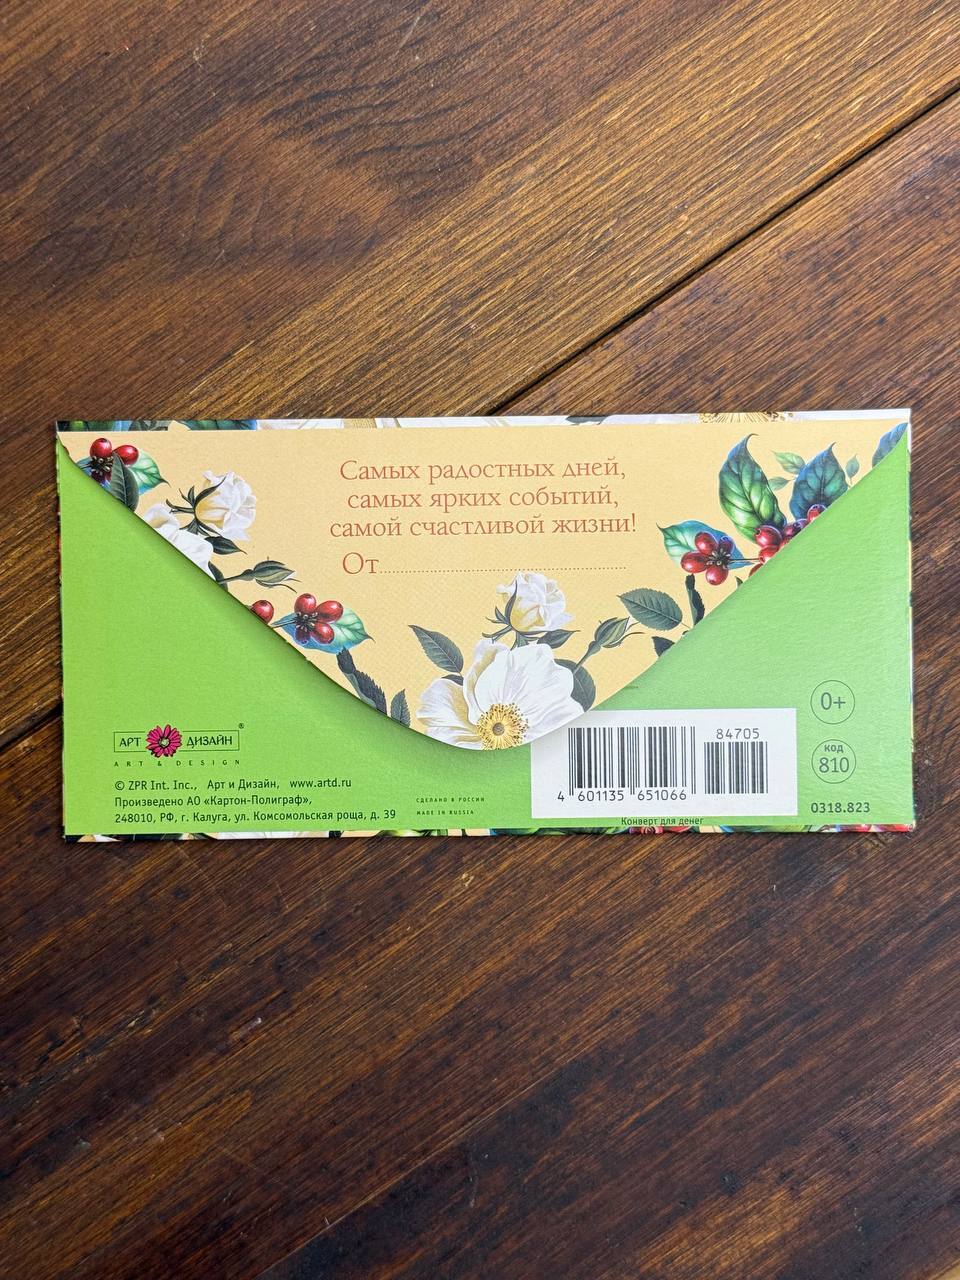 Самых радостных дней,
самых ярких событий,
самой счастливой жизни!
От
АРТ ДИЗАЙН ®
ART & DESIGN
© ZPR Int. Inc., Арт и Дизайн, www.artd.ru
Произведено АО «Картон-Полиграф»,
248010, РФ, г. Калуга, ул. Комсомольская роща, д. 39
СДЕЛАНО В РОССИИ
MADE IN RUSSIA
84705
4 601135 651066
Конверт для денег
0+
код
810
0318.823